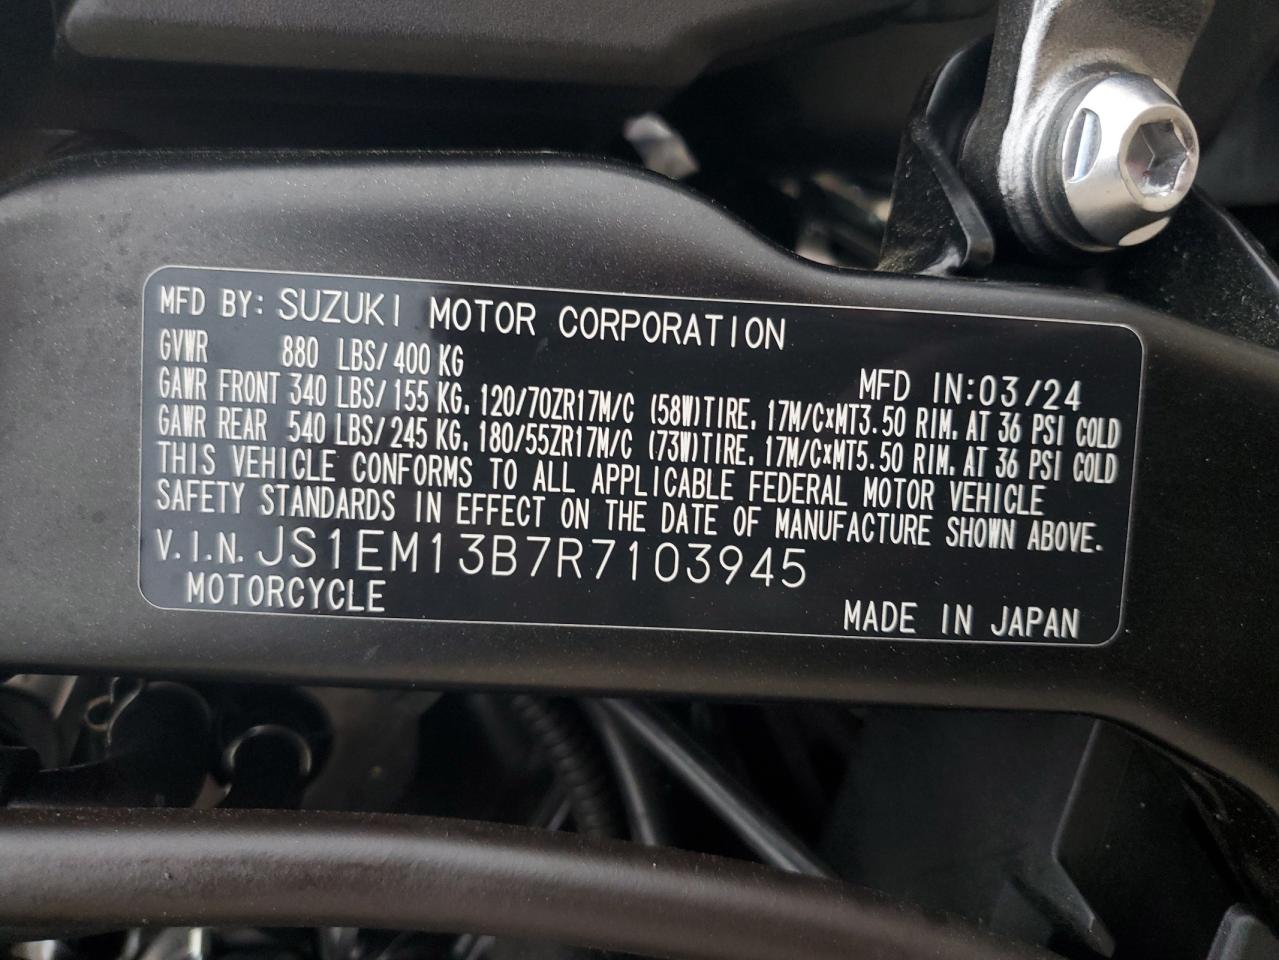 MFD BY: SUZUKI MOTOR CORPORATION
GVWR 880 LBS/400 KG
MFD IN:03/24
GAWR FRONT 340 LBS/155 KG, 120/70ZR17M/C (58W)TIRE, 17M/CxMT3.50 RIM, AT 36 PSI COLD
GAWR REAR 540 LBS/245 KG, 180/55ZR17M/C (73W)TIRE, 17M/CxMT5.50 RIM, AT 36 PSI COLD
THIS VEHICLE CONFORMS TO ALL APPLICABLE FEDERAL MOTOR VEHICLE
SAFETY STANDARDS IN EFFECT ON THE DATE OF MANUFACTURE SHOWN ABOVE.
V.I.N. JS1EM13B7R7103945
MOTORCYCLE
MADE IN JAPAN